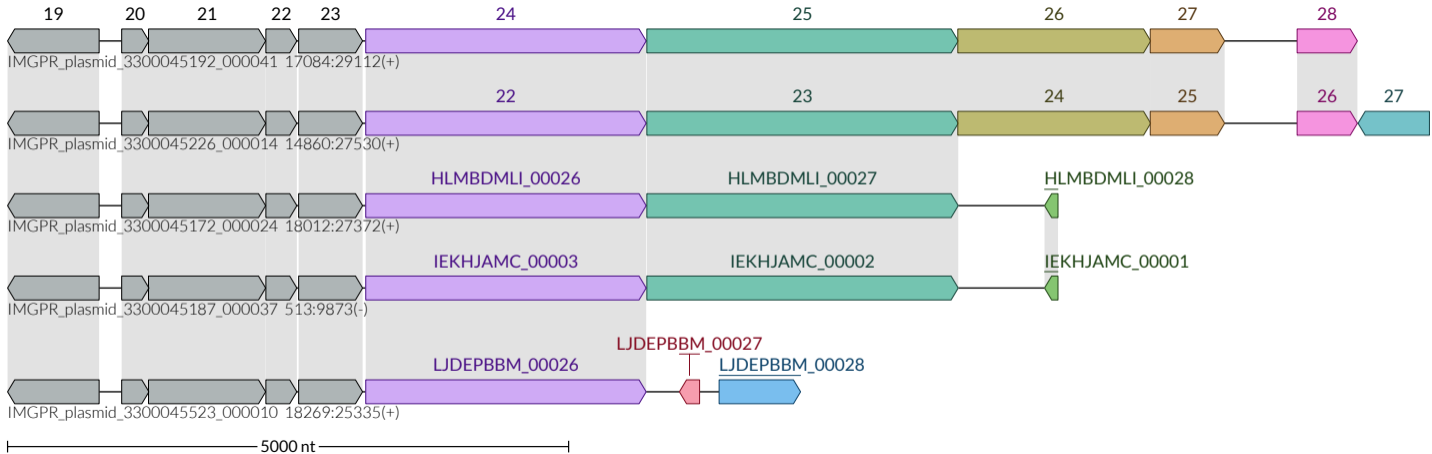 19 20 21 22 23 24 25 26 27 28
IMGPR_plasmid_3300045192_000041 17084:29112(+)
22 23 24 25 26 27
IMGPR_plasmid_3300045226_000014 14860:27530(+)
HLMBDMLI_00026 HLMBDMLI_00027 HLMBDMLI_00028
IMGPR_plasmid_3300045172_000024 18012:27372(+)
IEKHJAMC_00003 IEKHJAMC_00002 IEKHJAMC_00001
IMGPR_plasmid_3300045187_000037 513:9873(-)
LJDEPBBM_00027
LJDEPBBM_00026 LJDEPBBM_00028
IMGPR_plasmid_3300045523_000010 18269:25335(+)
5000 nt